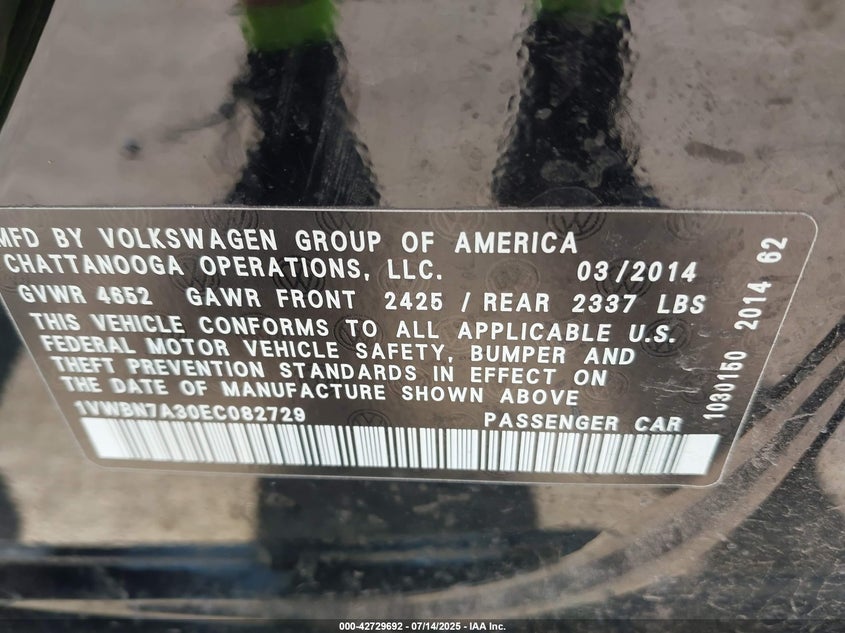 MFD BY VOLKSWAGEN GROUP OF AMERICA
CHATTANOOGA OPERATIONS, LLC. 03/2014
GVWR 4652 GAWR FRONT 2425 / REAR 2337 LBS
THIS VEHICLE CONFORMS TO ALL APPLICABLE U.S.
FEDERAL MOTOR VEHICLE SAFETY, BUMPER AND
THEFT PREVENTION STANDARDS IN EFFECT ON
THE DATE OF MANUFACTURE SHOWN ABOVE
1VWBN7A30EC082729 PASSENGER CAR
1030150 2014 62
000-42729692 - 07/14/2025 - IAA Inc.